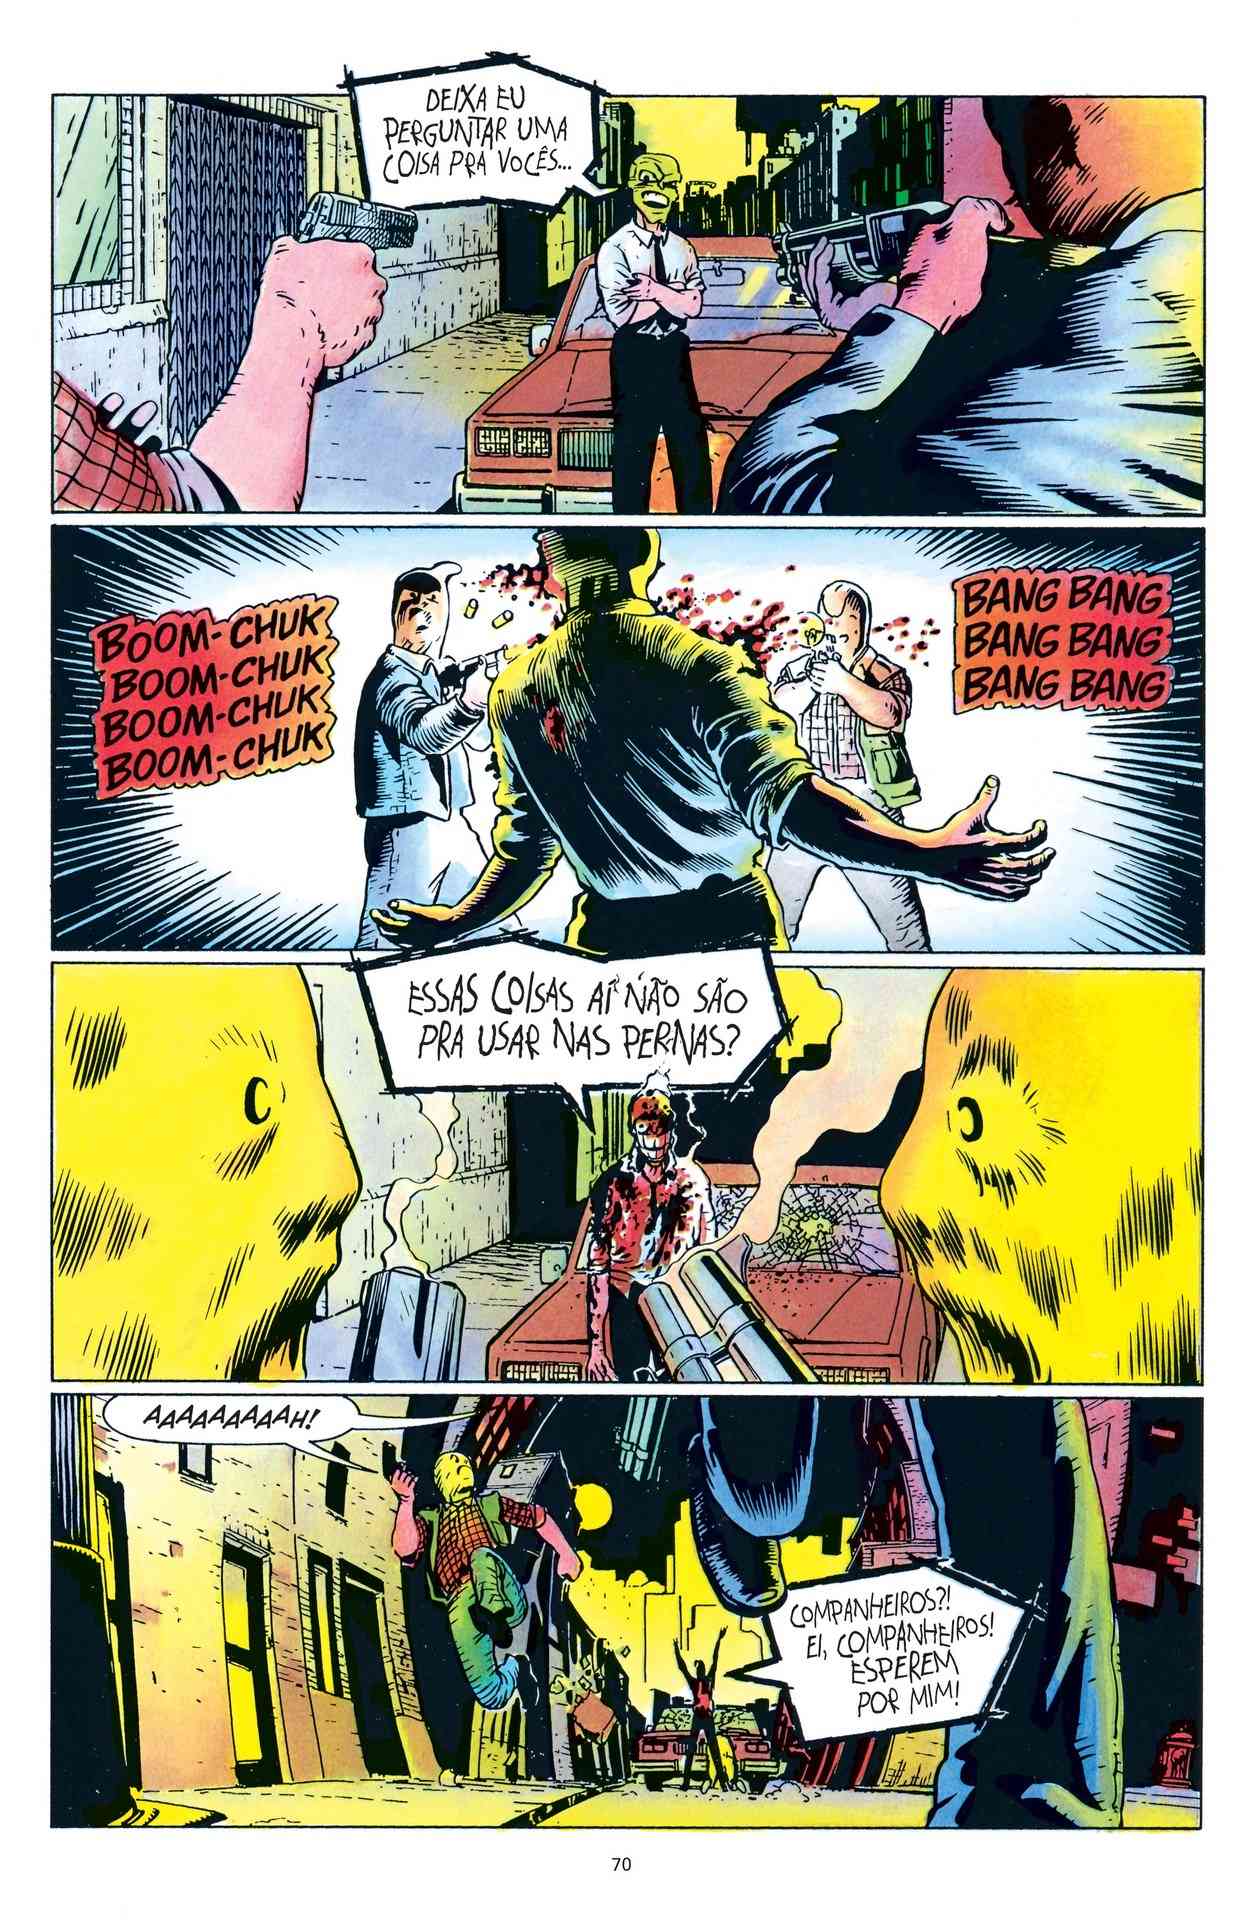 DEIXA EU
PERGUNTAR UMA
COISA PRA VOCÊS...
BOOM-CHUK
BOOM-CHUK
BOOM-CHUK
BOOM-CHUK
BANG BANG
BANG BANG
BANG BANG
ESSAS COISAS AÍ NÃO SÃO
PRA USAR NAS PERNAS?
AAAAAAAAAH!
COMPANHEIROS?!
EI, COMPANHEIROS!
ESPEREM
POR MIM!
70